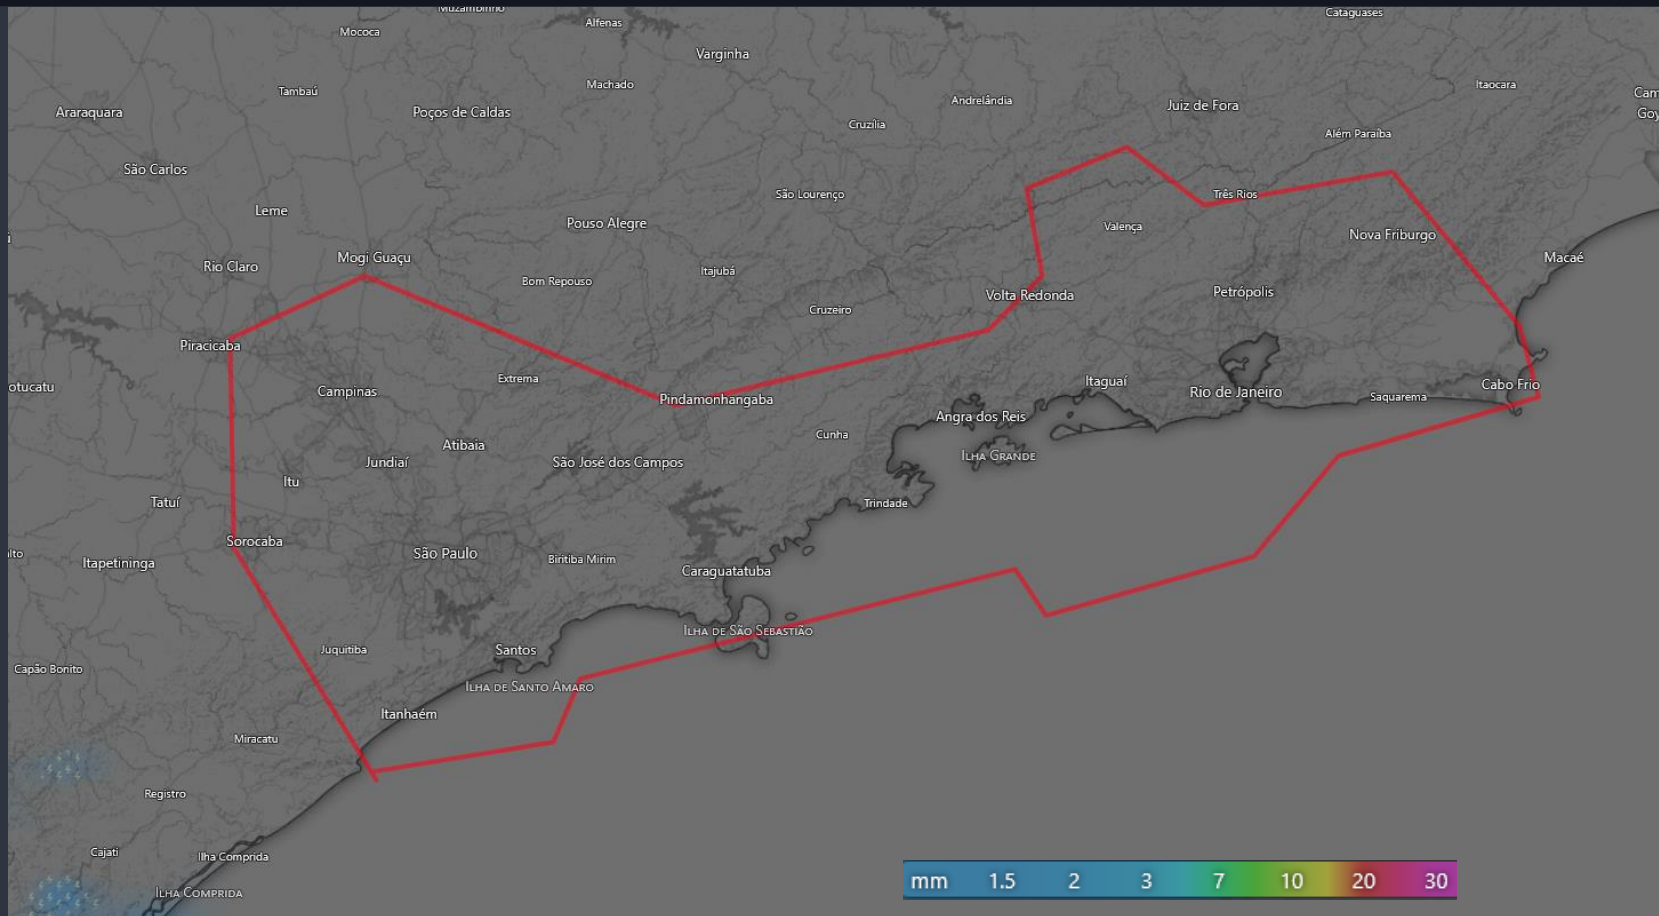 Muzambinho
Alfenas
Cataguases
Mococa
Varginha
Tambaú
Machado
Itaocara
Araraquara
Poços de Caldas
Andrelândia
Juiz de Fora
Cam
Goy
Cruzília
Além Paraíba
São Carlos
São Lourenço
Três Rios
Leme
Pouso Alegre
Valença
Nova Friburgo
Rio Claro
Mogi Guaçu
Itajubá
Macaé
Bom Repouso
Volta Redonda
Petrópolis
Cruzeiro
Piracicaba
Extrema
Itaguaí
Cabo Frio
otucatu
Campinas
Pindamonhangaba
Rio de Janeiro
Saquarema
Angra dos Reis
Cunha
Atibaia
Jundiaí
São José dos Campos
ILHA GRANDE
Itu
Tatuí
Trindade
Sorocaba
alto
Itapetininga
São Paulo
Biritiba Mirim
Caraguatatuba
ILHA DE SÃO SEBASTIÃO
Juquitiba
Santos
Capão Bonito
ILHA DE SANTO AMARO
Itanhaém
Miracatu
Registro
Cajati
Ilha Comprida
ILHA COMPRIDA
mm 1.5 2 3 7 10 20 30